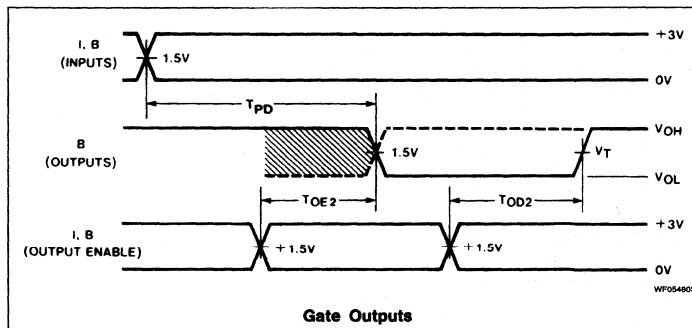 I, B
(INPUTS)
1.5V
+3V
0V
TPD
B
(OUTPUTS)
1.5V
VT
VOH
VOL
TOE2
TOD2
I, B
(OUTPUT ENABLE)
+1.5V
+1.5V
+3V
0V
WF05480
Gate Outputs